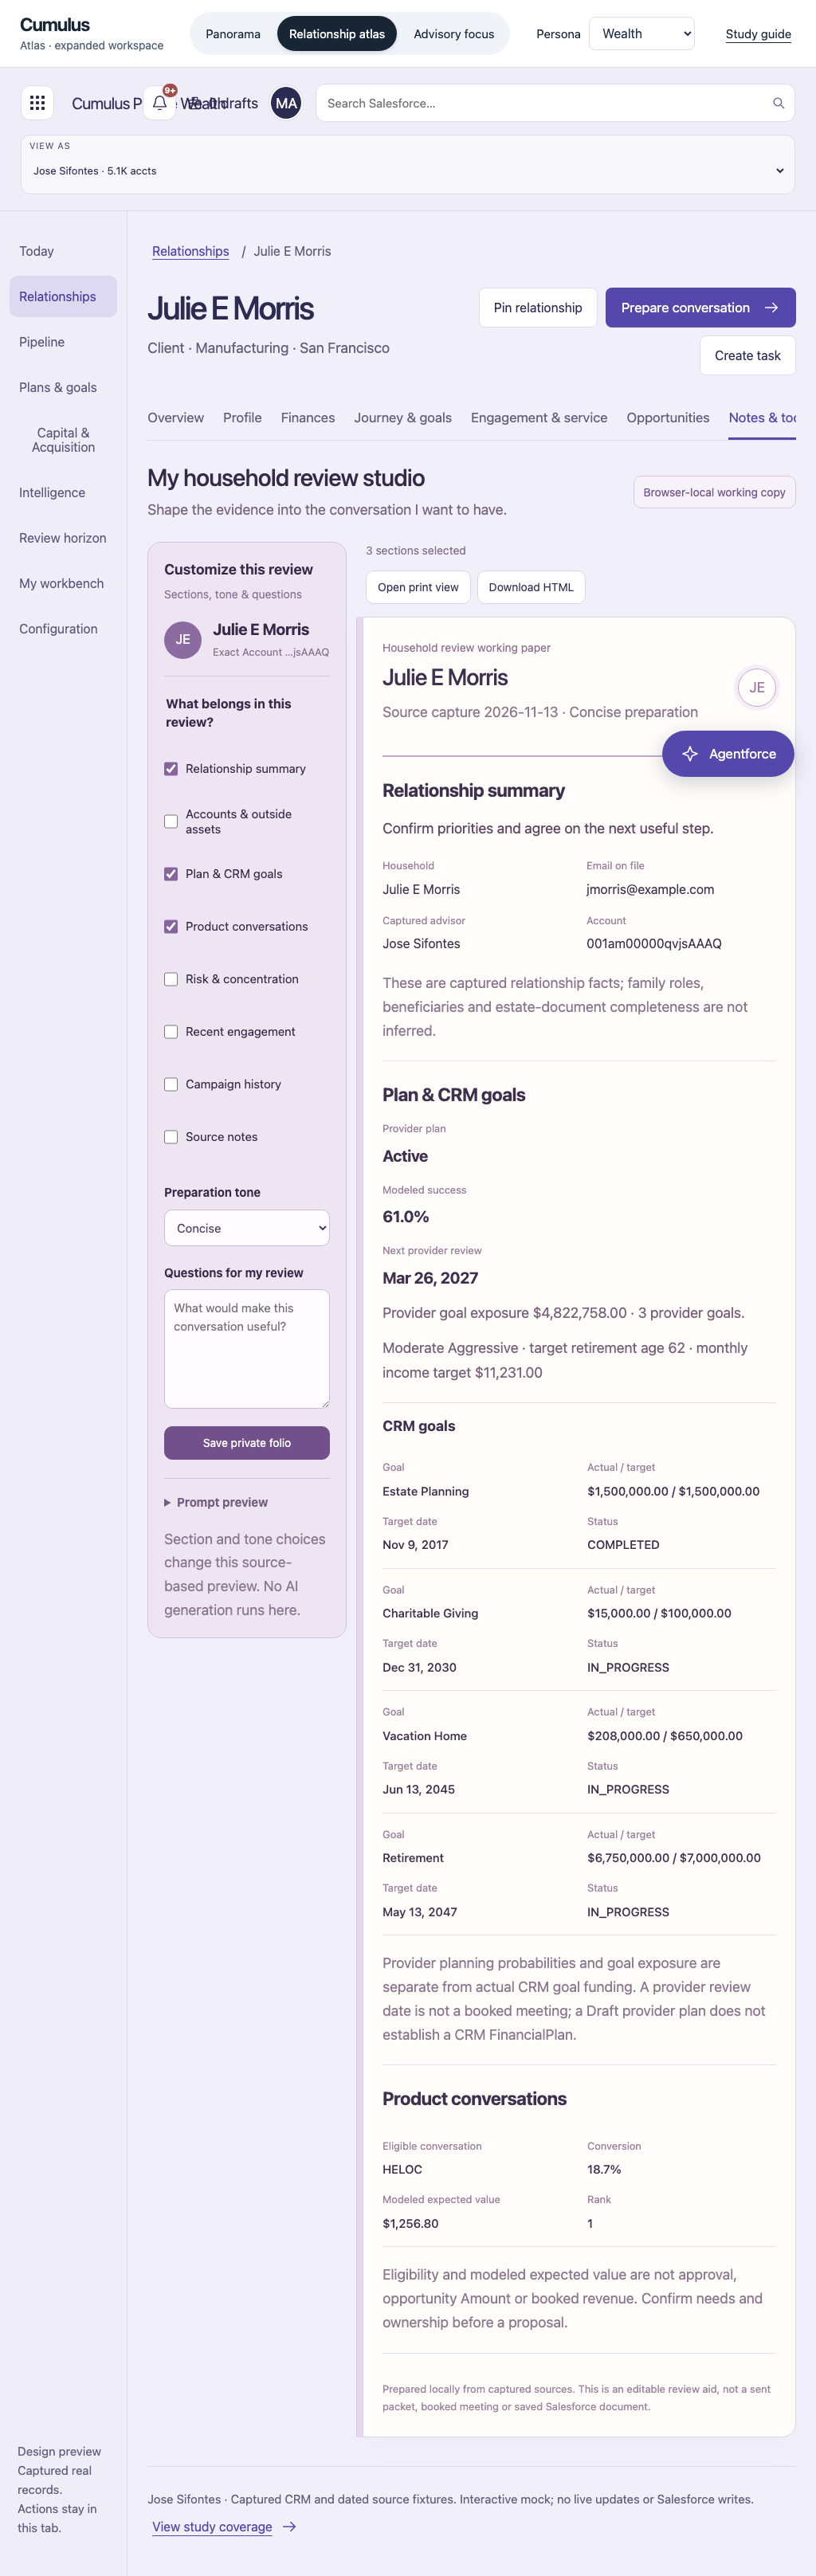 Cumulus
Atlas · expanded workspace
Panorama
Relationship atlas
Advisory focus
Persona
Wealth
Study guide
Cumulus P
9+
Wealth
drafts
MA
Search Salesforce...
VIEW AS
Jose Sifontes · 5.1K accts
Today
Relationships
Pipeline
Plans & goals
Capital &
Acquisition
Intelligence
Review horizon
My workbench
Configuration
Relationships / Julie E Morris
Julie E Morris
Client · Manufacturing · San Francisco
Pin relationship
Prepare conversation →
Create task
Overview
Profile
Finances
Journey & goals
Engagement & service
Opportunities
Notes & too
My household review studio
Shape the evidence into the conversation I want to have.
Browser-local working copy
Customize this review
Sections, tone & questions
JE
Julie E Morris
Exact Account ...jsAAAQ
What belongs in this
review?
Relationship summary
Accounts & outside
assets
Plan & CRM goals
Product conversations
Risk & concentration
Recent engagement
Campaign history
Source notes
Preparation tone
Concise
Questions for my review
What would make this
conversation useful?
Save private folio
Prompt preview
Section and tone choices
change this source-
based preview. No AI
generation runs here.
3 sections selected
Open print view
Download HTML
Household review working paper
Julie E Morris
JE
Source capture 2026-11-13 · Concise preparation
Agentforce
Relationship summary
Confirm priorities and agree on the next useful step.
Household
Email on file
Julie E Morris
jmorris@example.com
Captured advisor
Account
Jose Sifontes
001am00000qvjsAAAQ
These are captured relationship facts; family roles,
beneficiaries and estate-document completeness are not
inferred.
Plan & CRM goals
Provider plan
Active
Modeled success
61.0%
Next provider review
Mar 26, 2027
Provider goal exposure $4,822,758.00 · 3 provider goals.
Moderate Aggressive · target retirement age 62 · monthly
income target $11,231.00
CRM goals
Goal
Actual / target
Estate Planning
$1,500,000.00 / $1,500,000.00
Target date
Status
Nov 9, 2017
COMPLETED
Goal
Actual / target
Charitable Giving
$15,000.00 / $100,000.00
Target date
Status
Dec 31, 2030
IN_PROGRESS
Goal
Actual / target
Vacation Home
$208,000.00 / $650,000.00
Target date
Status
Jun 13, 2045
IN_PROGRESS
Goal
Actual / target
Retirement
$6,750,000.00 / $7,000,000.00
Target date
Status
May 13, 2047
IN_PROGRESS
Provider planning probabilities and goal exposure are
separate from actual CRM goal funding. A provider review
date is not a booked meeting; a Draft provider plan does not
establish a CRM FinancialPlan.
Product conversations
Eligible conversation
Conversion
HELOC
18.7%
Modeled expected value
Rank
$1,256.80
1
Eligibility and modeled expected value are not approval,
opportunity Amount or booked revenue. Confirm needs and
ownership before a proposal.
Prepared locally from captured sources. This is an editable review aid, not a sent
packet, booked meeting or saved Salesforce document.
Design preview
Captured real
records.
Actions stay in
this tab.
Jose Sifontes · Captured CRM and dated source fixtures. Interactive mock; no live updates or Salesforce writes.
View study coverage →